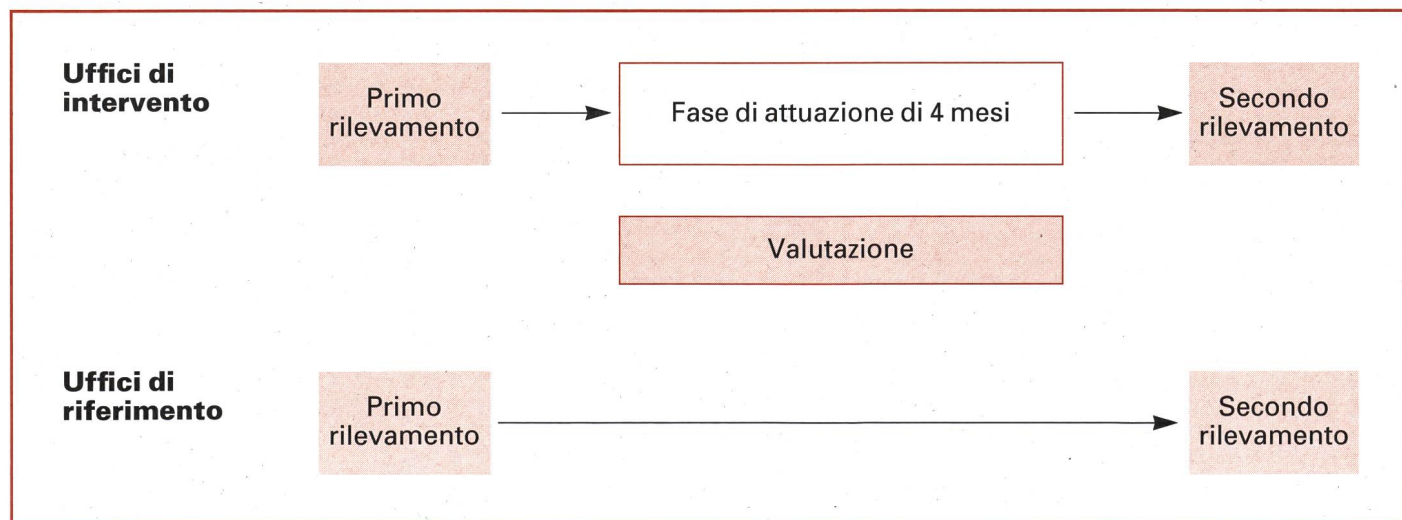 Uffici di
intervento
Primo
rilevamento
Fase di attuazione di 4 mesi
Secondo
rilevamento
Valutazione
Uffici di
riferimento
Primo
rilevamento
Secondo
rilevamento